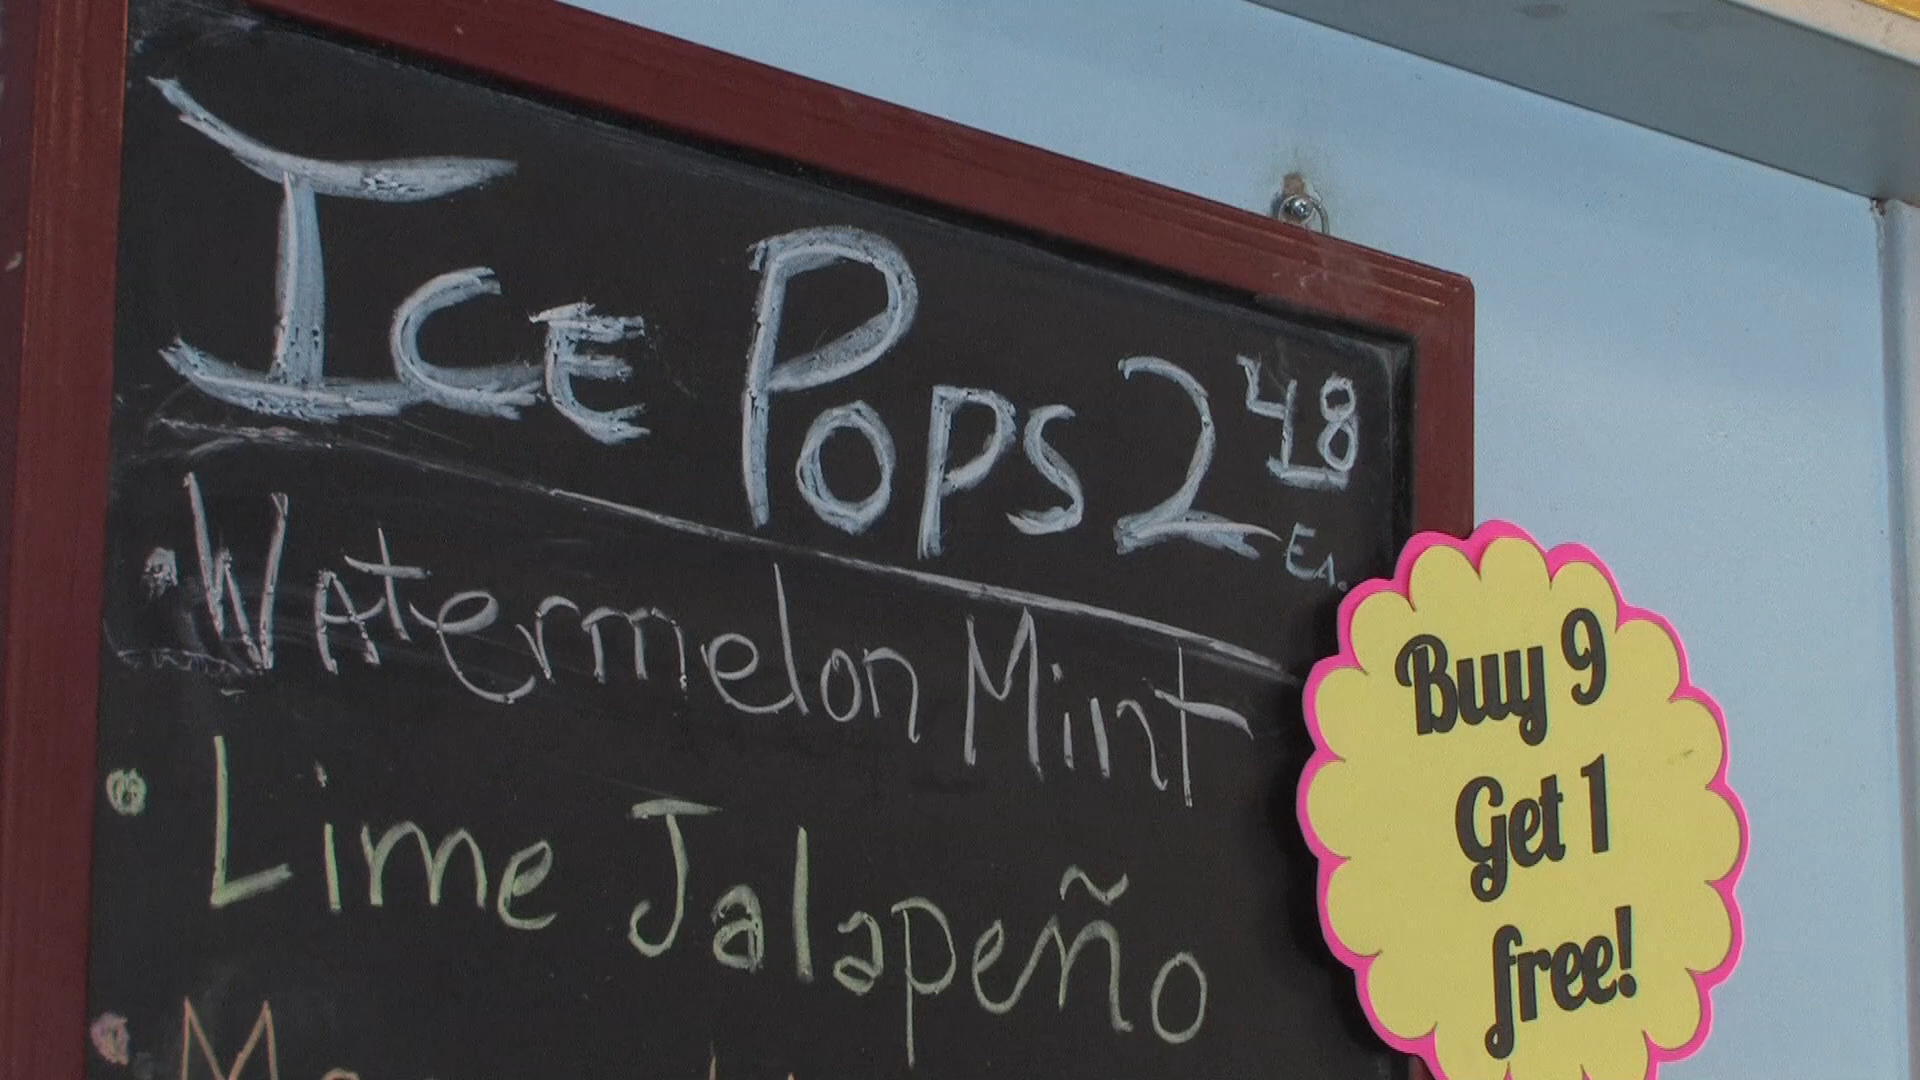 Ice Pops 2 48 Ea.
• Watermelon Mint
• Lime Jalapeño
Buy 9
Get 1
free!